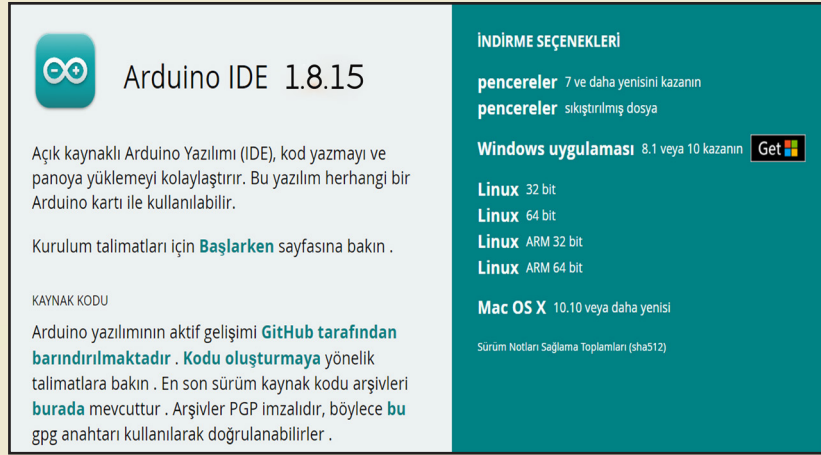 Arduino IDE 1.8.15
Açık kaynaklı Arduino Yazılımı (IDE), kod yazmayı ve
panoya yüklemeyi kolaylaştırır. Bu yazılım herhangi bir
Arduino kartı ile kullanılabilir.
Kurulum talimatları için Başlarken sayfasına bakın .
KAYNAK KODU
Arduino yazılımının aktif gelişimi GitHub tarafından
barındırılmaktadır . Kodu oluşturmaya yönelik
talimatlara bakın . En son sürüm kaynak kodu arşivleri
burada mevcuttur . Arşivler PGP imzalıdır, böylece bu
gpg anahtarı kullanılarak doğrulanabilirler .
İNDİRME SEÇENEKLERİ
pencereler 7 ve daha yenisini kazanın
pencereler sıkıştırılmış dosya
Windows uygulaması 8.1 veya 10 kazanın Get
Linux 32 bit
Linux 64 bit
Linux ARM 32 bit
Linux ARM 64 bit
Mac OS X 10.10 veya daha yenisi
Sürüm Notları Sağlama Toplamları (sha512)